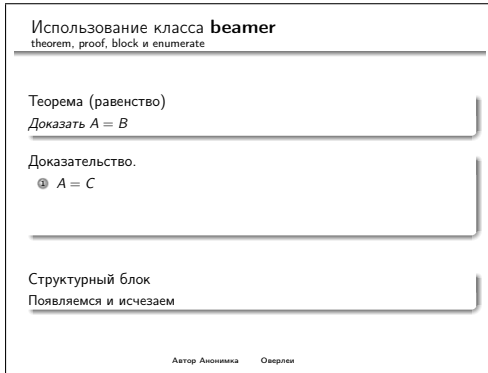 Использование класса beamer
theorem, proof, block и enumerate
Теорема (равенство)
Доказать A = B
Доказательство.
1 A = C
Структурный блок
Появляемся и исчезаем
Автор Анонимка Оверлеи